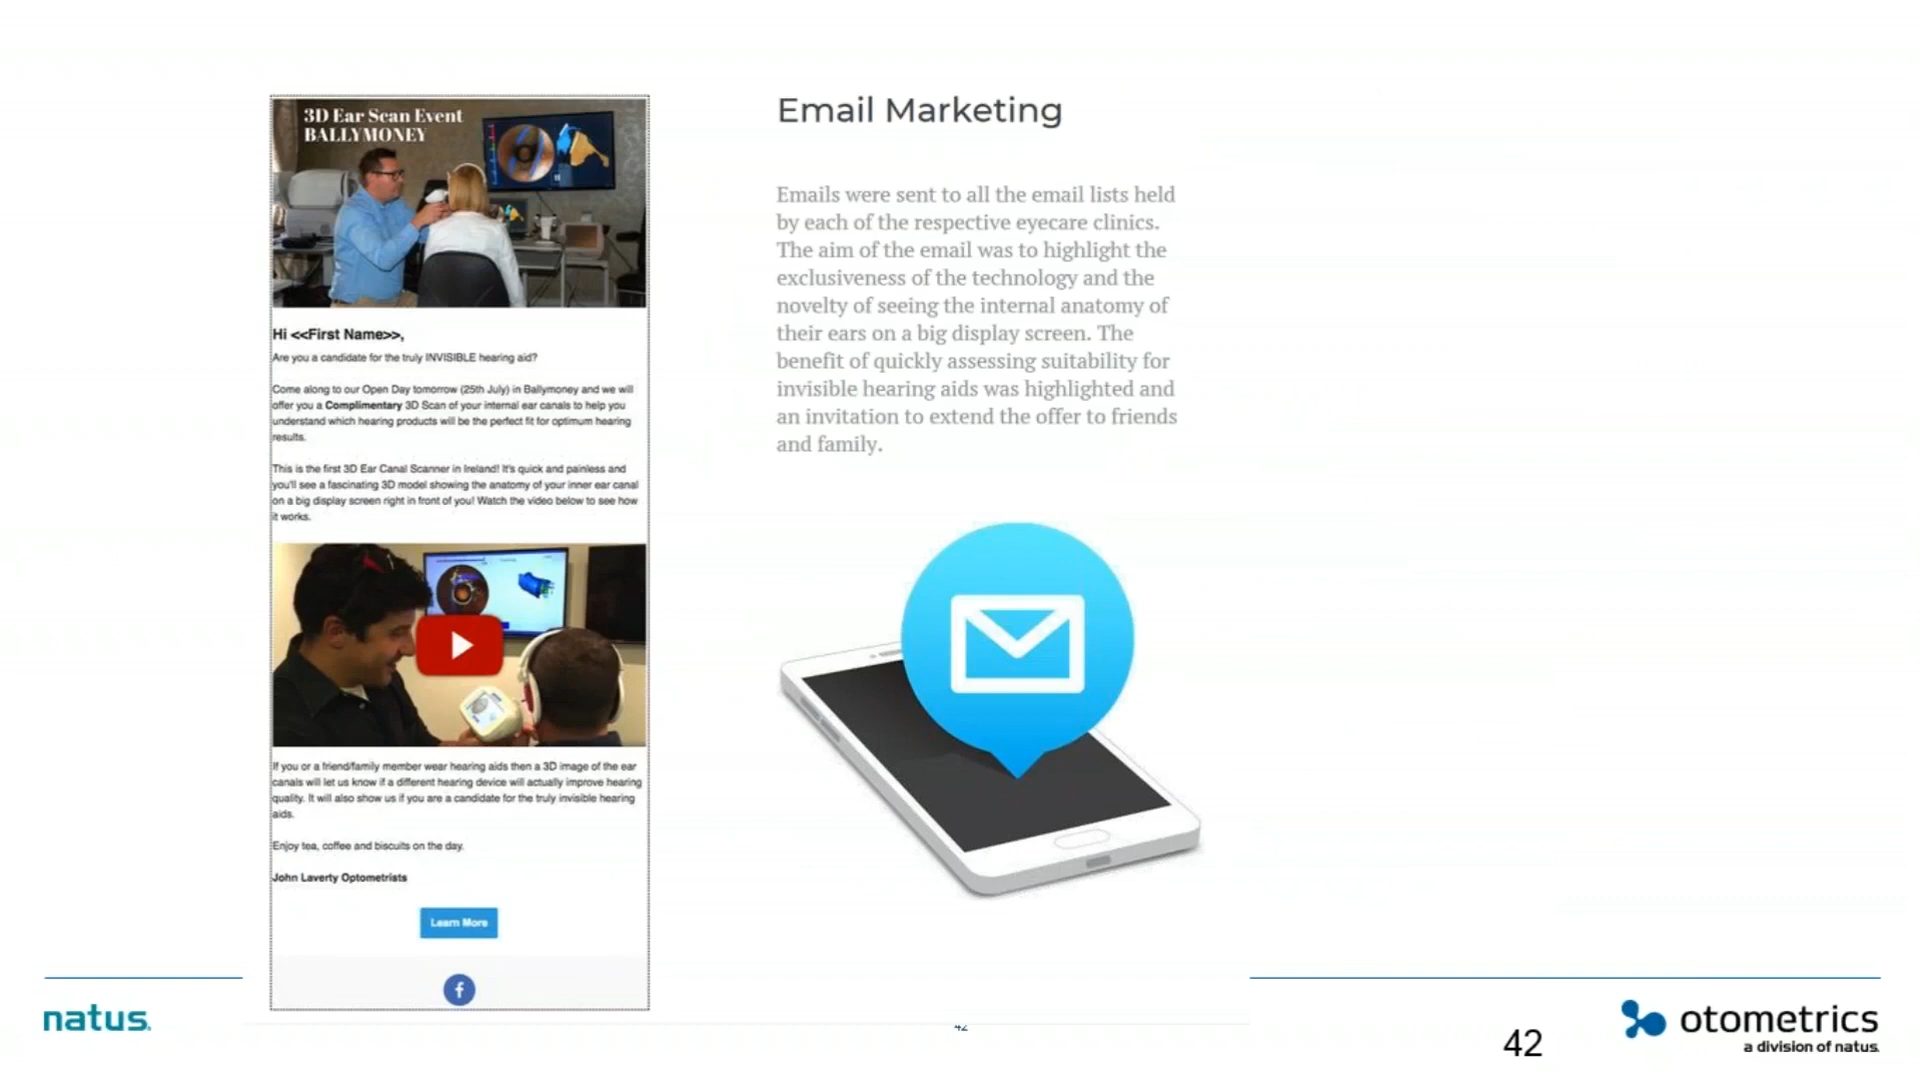 3D Ear Scan Event
BALLYMONEY
Hi <<First Name>>,
Are you a candidate for the truly INVISIBLE hearing aid?
Come along to our Open Day tomorrow (25th July) in Ballymoney and we will
offer you a Complimentary 3D Scan of your internal ear canals to help you
understand which hearing products will be the perfect fit for optimum hearing
results.
This is the first 3D Ear Canal Scanner in Ireland! It's quick and painless and
you'll see a fascinating 3D model showing the anatomy of your inner ear canal
on a big display screen right in front of you! Watch the video below to see how
it works.
If you or a friend/family member wear hearing aids then a 3D image of the ear
canals will let us know if a different hearing device will actually improve hearing
quality. It will also show us if you are a candidate for the truly invisible hearing
aids.
Enjoy tea, coffee and biscuits on the day.
John Laverty Optometrists
Learn More
f
Email Marketing
Emails were sent to all the email lists held
by each of the respective eyecare clinics.
The aim of the email was to highlight the
exclusiveness of the technology and the
novelty of seeing the internal anatomy of
their ears on a big display screen. The
benefit of quickly assessing suitability for
invisible hearing aids was highlighted and
an invitation to extend the offer to friends
and family.
natus.
42
42
otometrics
a division of natus.